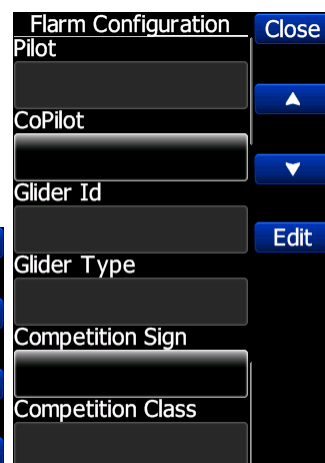 Flarm Configuration
Close
Pilot
CoPilot
Glider Id
Edit
Glider Type
Competition Sign
Competition Class